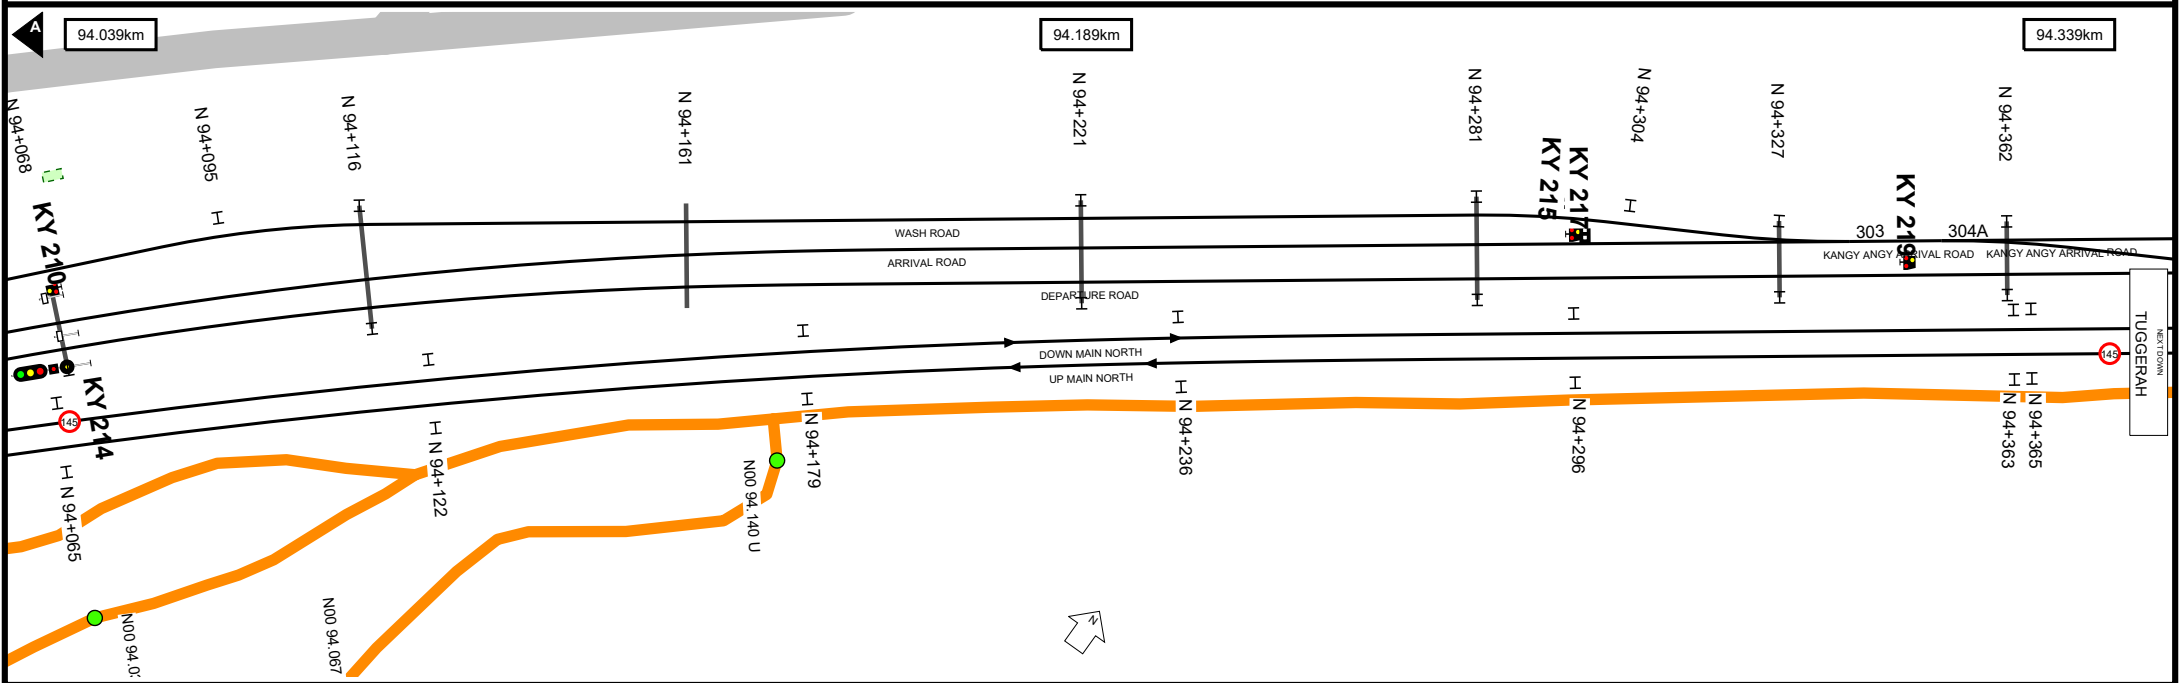 A
94.039km
94.189km
94.339km
N 94+068
N 94+095
N 94+116
N 94+161
N 94+221
N 94+281
N 94+304
N 94+327
N 94+362
KY 210
KY 215
KY 217
KY 219
303
304A
WASH ROAD
ARRIVAL ROAD
KANGY ANGY ARRIVAL ROAD
KANGY ANGY ARRIVAL ROAD
DEPARTURE ROAD
DOWN MAIN NORTH
UP MAIN NORTH
NEXT DOWN
TUGGERAH
145
145
KY 214
N 94+065
N 94+122
N 94+179
N 94+236
N 94+296
N 94+363
N 94+365
N00 94.140 U
N00 94.067
N